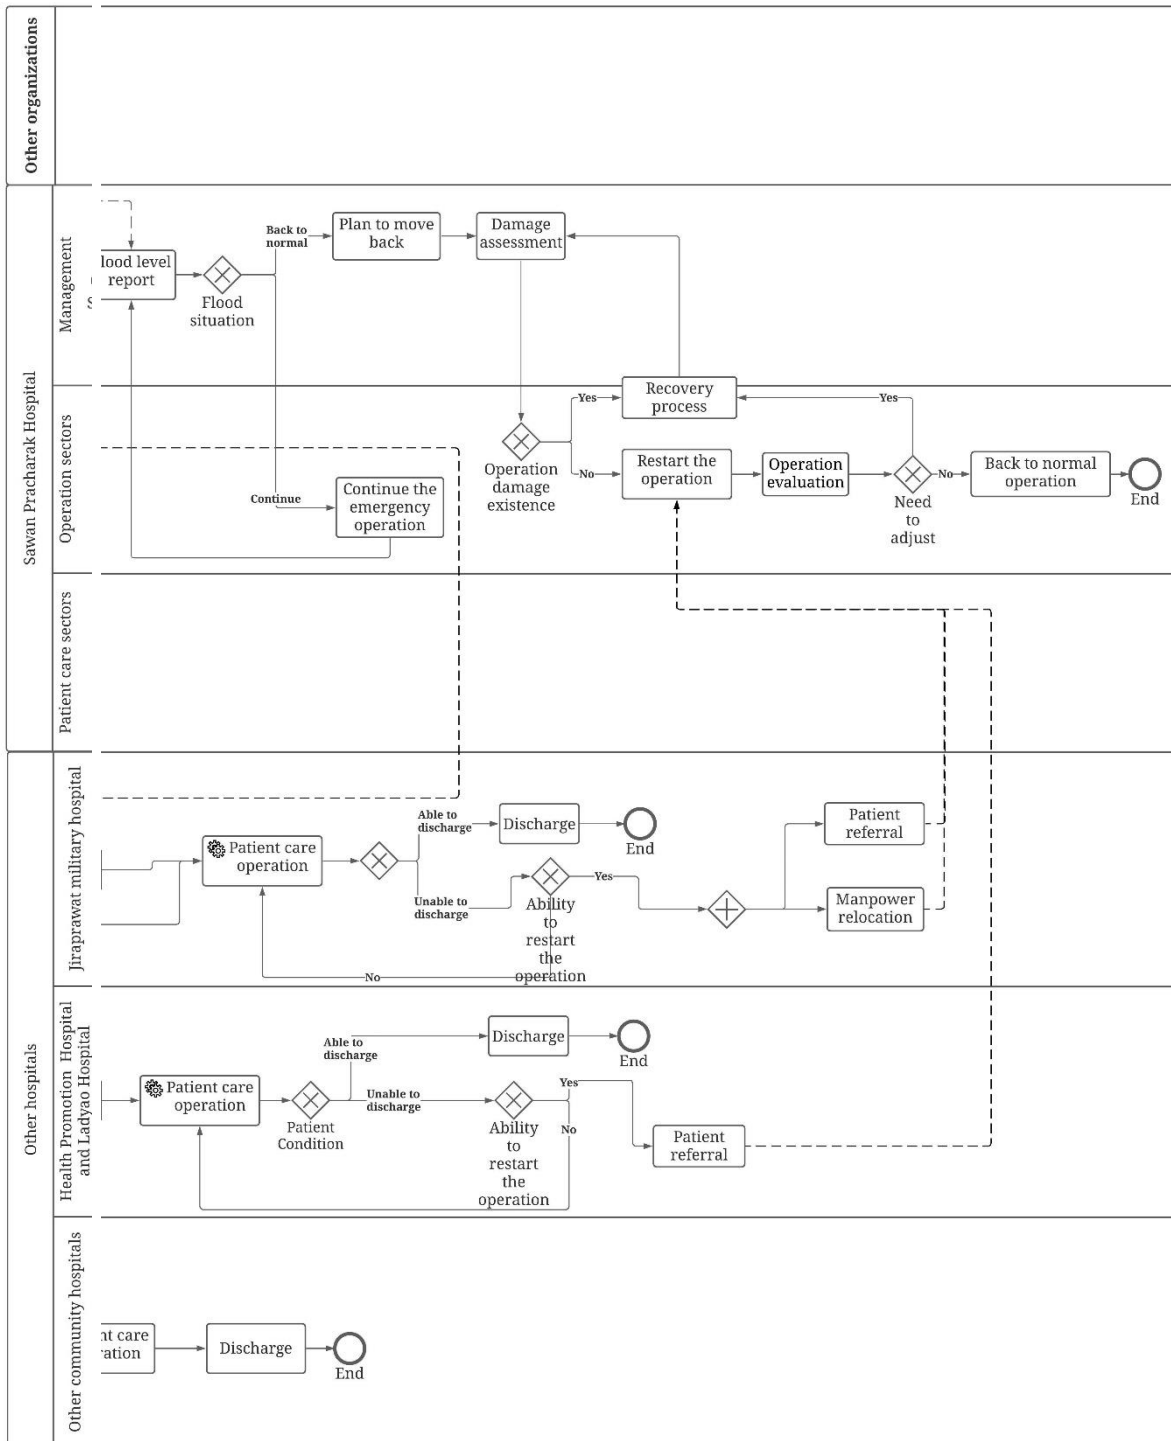 Other organizations
Sawan Pracharak Hospital
Management
lood level
report
S
Flood
situation
Back to
normal
Plan to move
back
Damage
assessment
Operation sectors
Continue
Continue the
emergency
operation
Operation
damage
existence
Yes
No
Recovery
process
Restart the
operation
Operation
evaluation
Yes
Need
to
adjust
No
Back to normal
operation
End
Patient care sectors
Other hospitals
Jiraprawat military hospital
Patient care
operation
Able to
discharge
Discharge
End
Unable to
discharge
Ability
to
restart
the
operation
Yes
No
Patient
referral
Manpower
relocation
Health Promotion Hospital
and Ladyao Hospital
Patient care
operation
Patient
Condition
Able to
discharge
Discharge
End
Unable to
discharge
Ability
to
restart
the
operation
Yes
No
Patient
referral
Other community hospitals
nt care
ration
Discharge
End